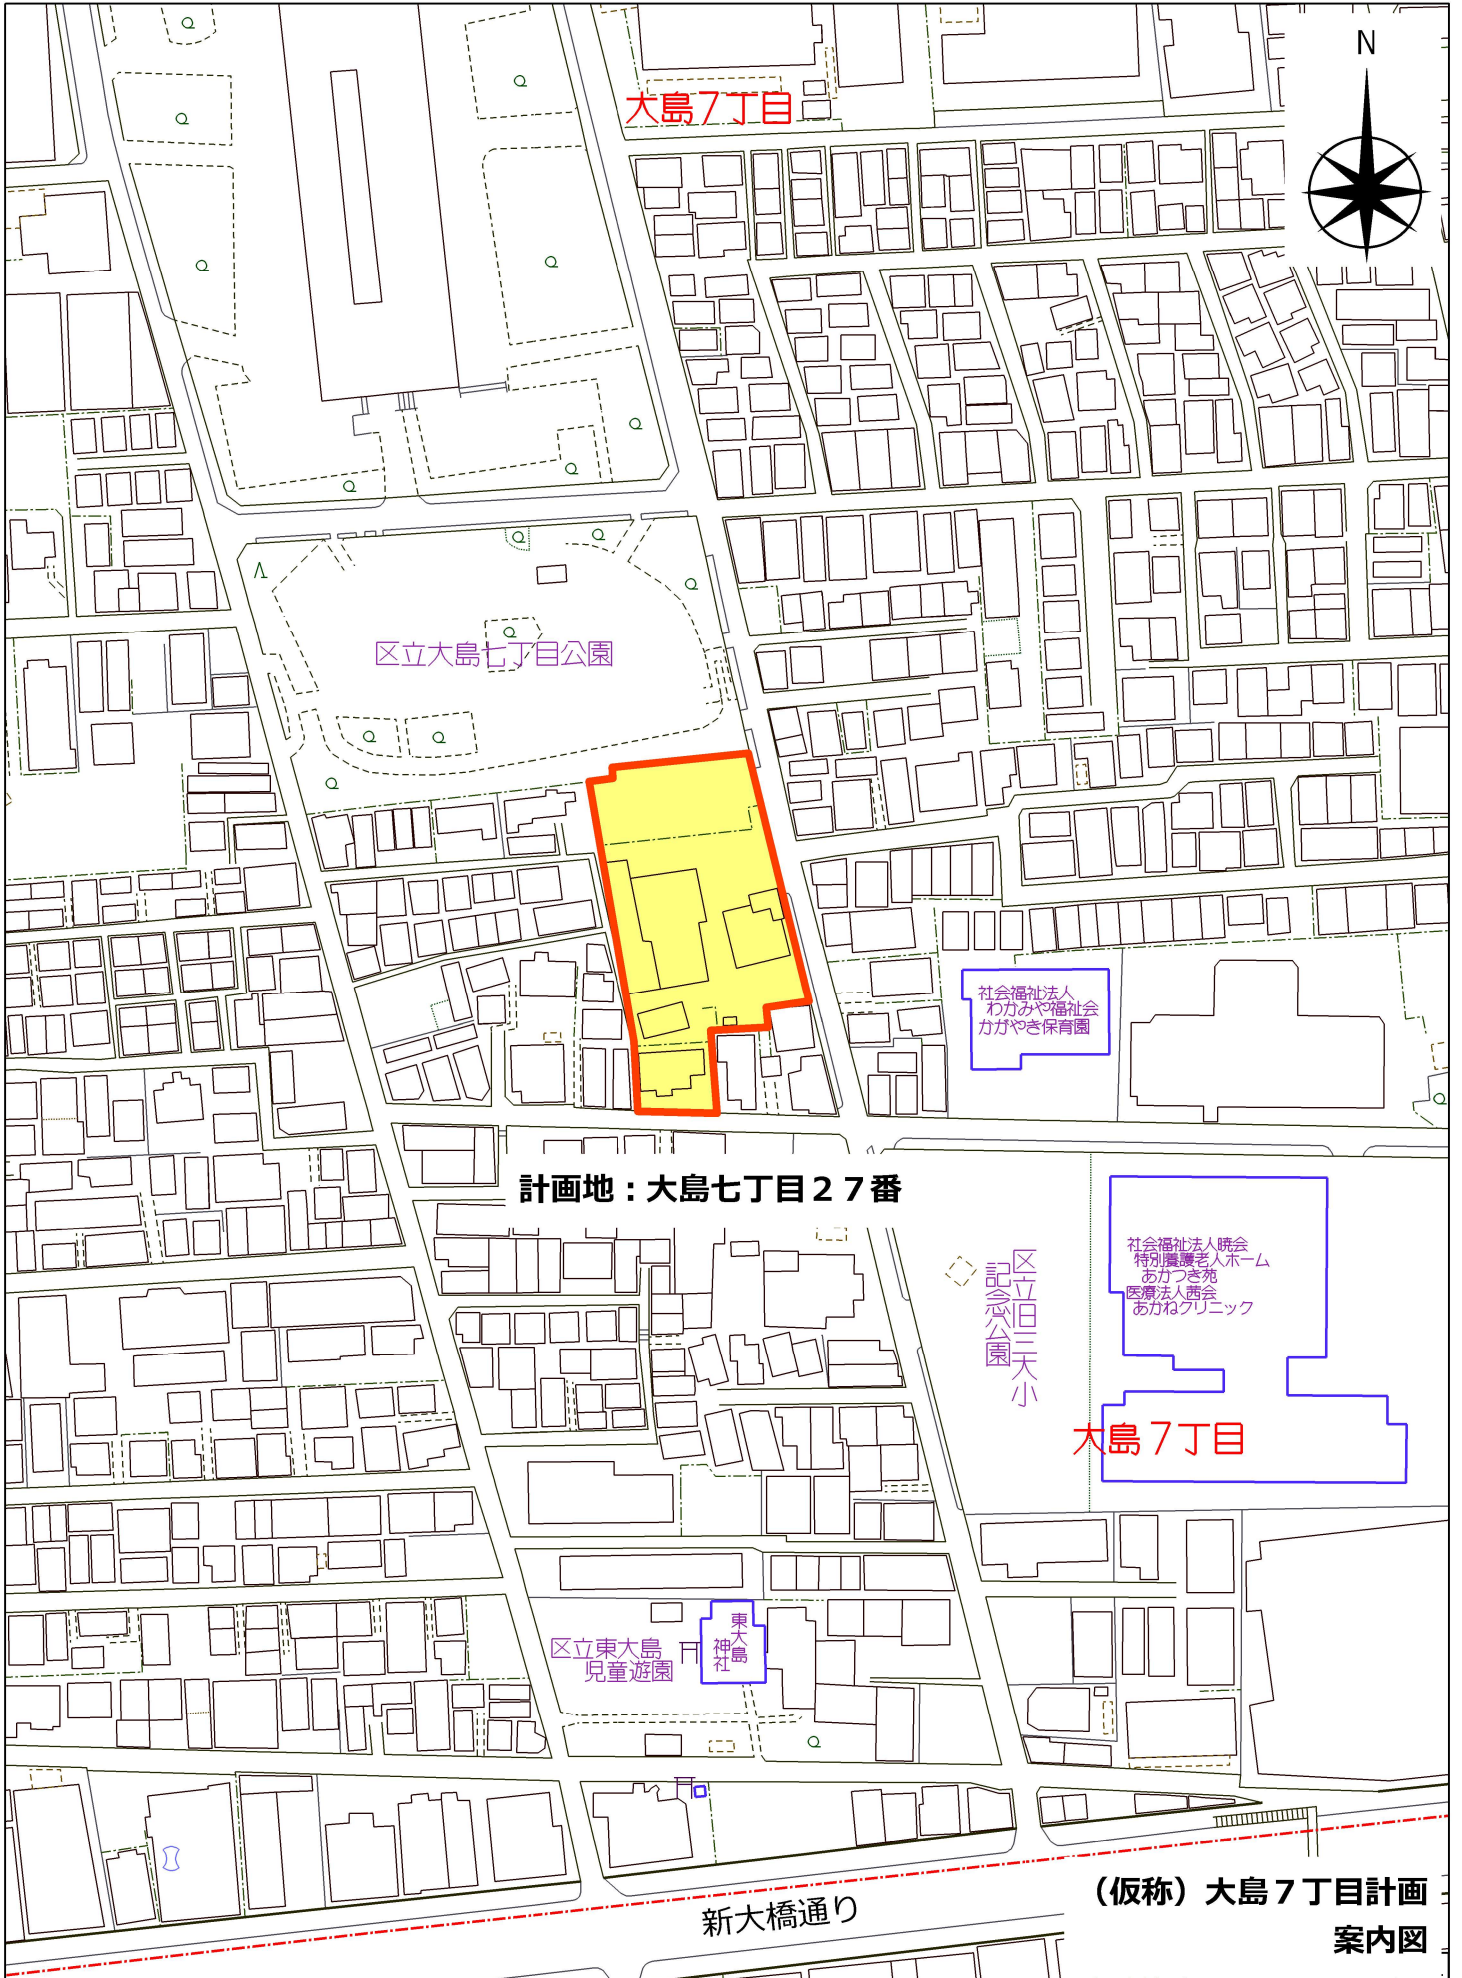 N
大島7丁目
区立大島七丁目公園
社会福祉法人
わかみや福祉会
かがやき保育園
計画地：大島七丁目２７番
区立旧三大小
記念公園
社会福祉法人暁会
特別養護老人ホーム
あかつき苑
医療法人茜会
あかねクリニック
大島7丁目
区立東大島
児童遊園
東大島
神社
新大橋通り
（仮称）大島７丁目計画
案内図